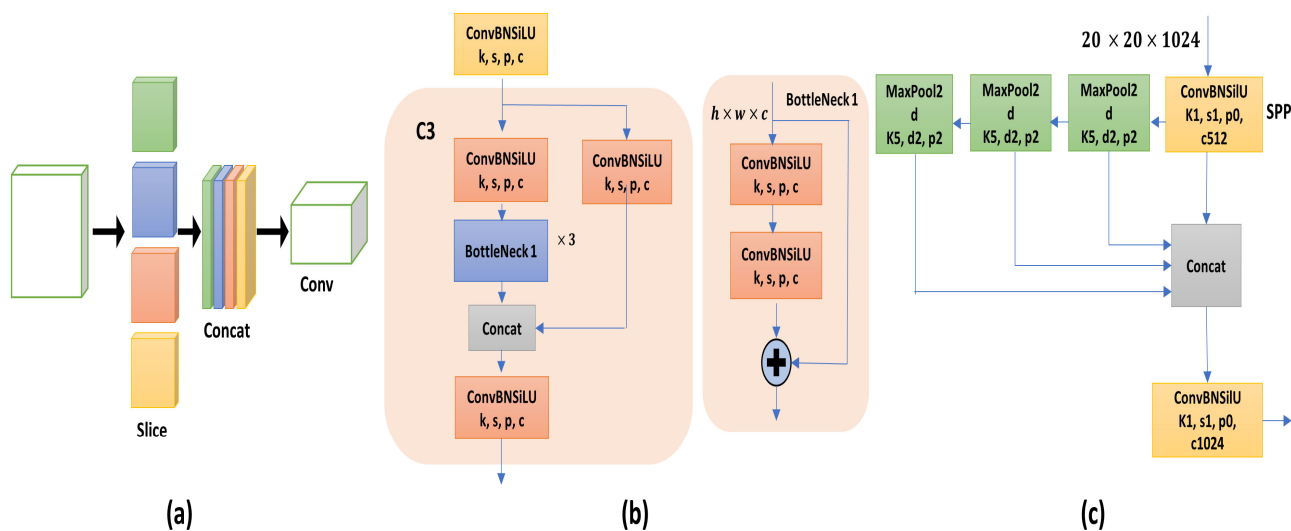 Slice
Concat
Conv
(a)
ConvBNSiLU
k, s, p, c
C3
ConvBNSiLU
k, s, p, c
ConvBNSiLU
k, s, p, c
BottleNeck 1
× 3
Concat
ConvBNSiLU
k, s, p, c
BottleNeck 1
h × w × c
ConvBNSiLU
k, s, p, c
ConvBNSiLU
k, s, p, c
(b)
20 × 20 × 1024
MaxPool2
d
K5, d2, p2
MaxPool2
d
K5, d2, p2
MaxPool2
d
K5, d2, p2
ConvBNSilU
K1, s1, p0,
c512
SPP
Concat
ConvBNSilU
K1, s1, p0,
c1024
(c)